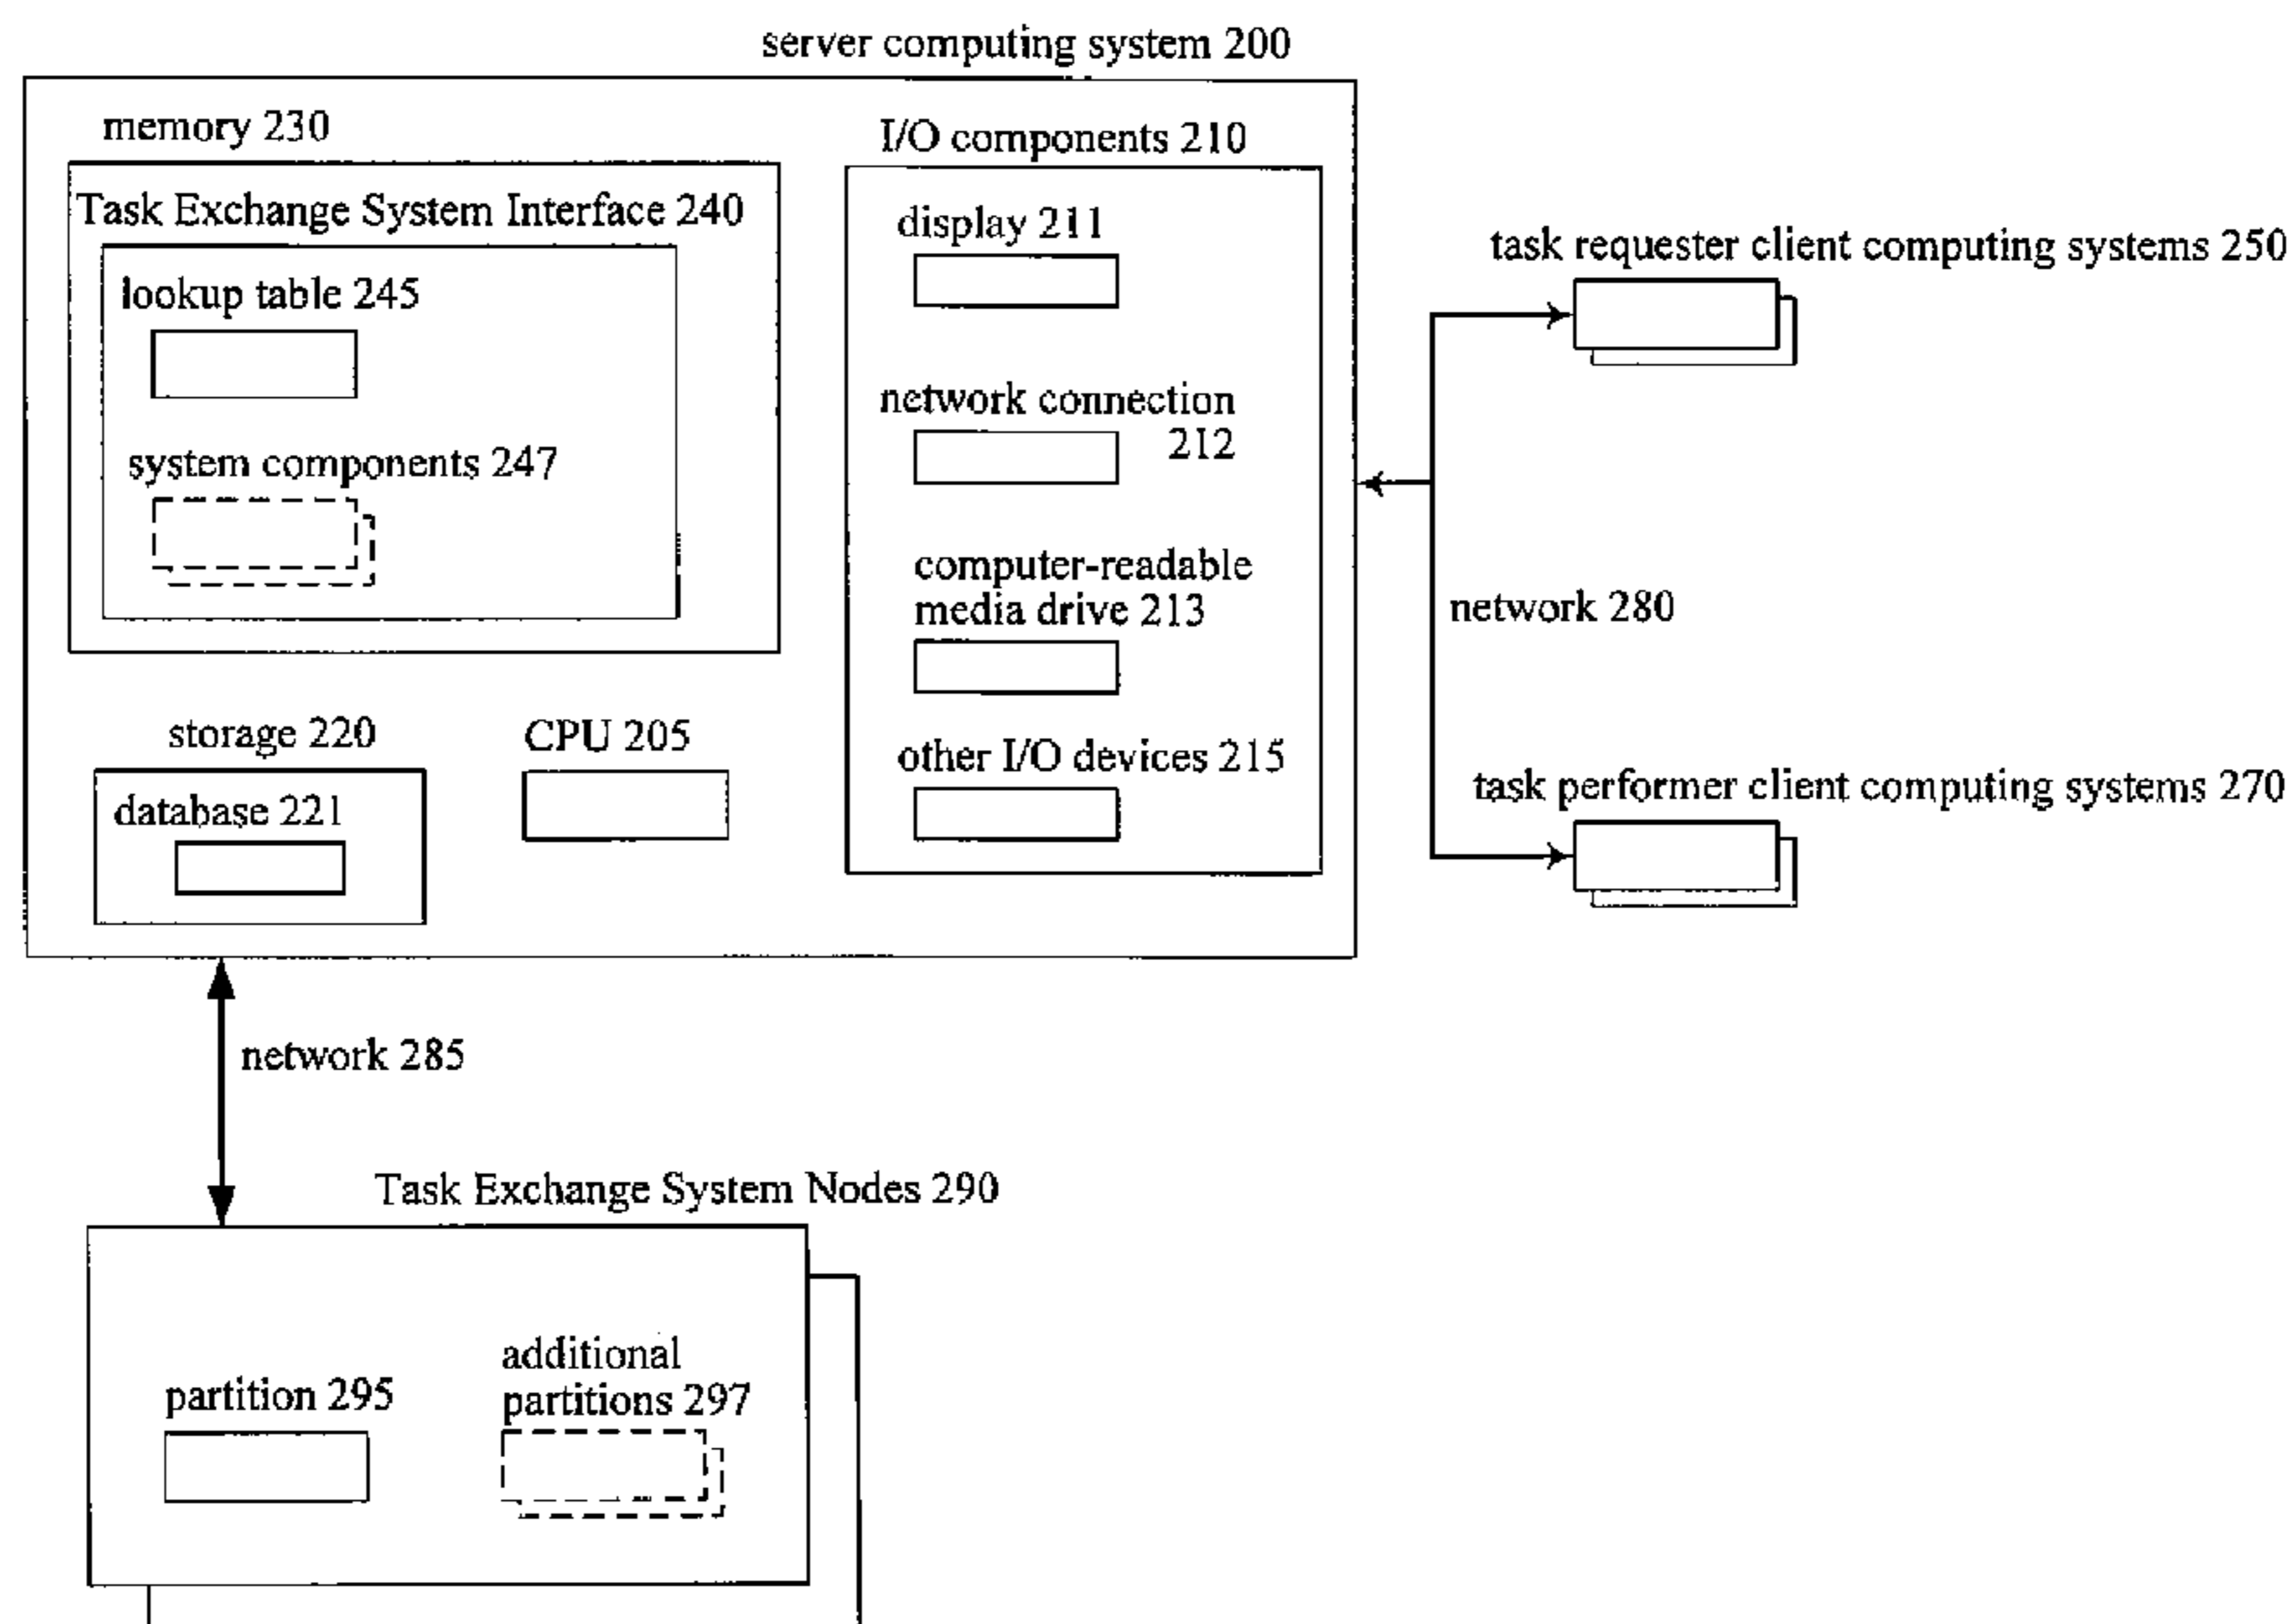 server computing system 200
memory 230
Task Exchange System Interface 240
lookup table 245
system components 247
I/O components 210
display 211
network connection
212
computer-readable
media drive 213
other I/O devices 215
storage 220
database 221
CPU 205
task requester client computing systems 250
network 280
task performer client computing systems 270
network 285
Task Exchange System Nodes 290
partition 295
additional
partitions 297